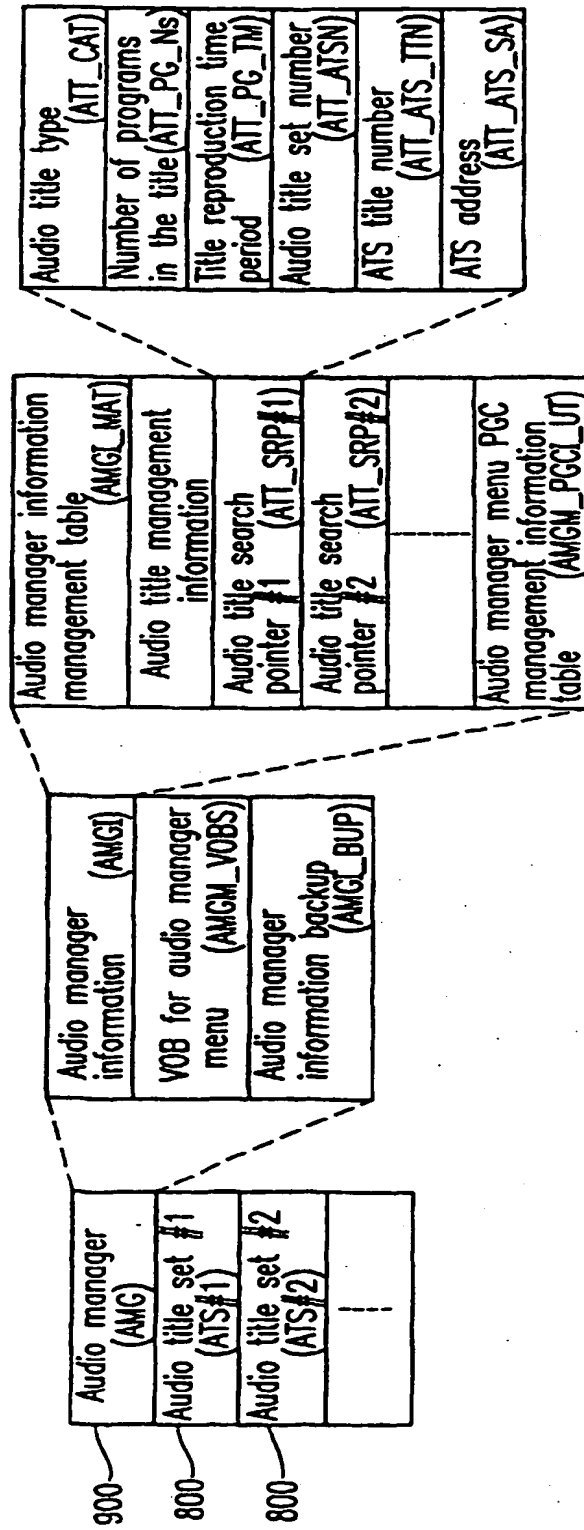 900
800
800
Audio manager
(AMG)
Audio title set #1
(ATS#1)
Audio title set #2
(ATS#2)
Audio manager
information (AMGI)
VOB for audio manager
menu (AMGM_VOBS)
Audio manager
information backup
(AMGI_BUP)
Audio manager information
management table
(AMGI_MAT)
Audio title management
information
Audio title search
pointer #1 (ATT_SRP#1)
Audio title search
pointer #2 (ATT_SRP#2)
Audio manager menu PGC
management information
table (AMGM_PGCI_UT)
Audio title type
(ATT_CAT)
Number of programs
in the title (ATT_PG_Ns)
Title reproduction time
period (ATT_PG_TM)
Audio title set number
(ATT_ATSN)
ATS title number
(ATT_ATS_TTN)
ATS address
(ATT_ATS_SA)